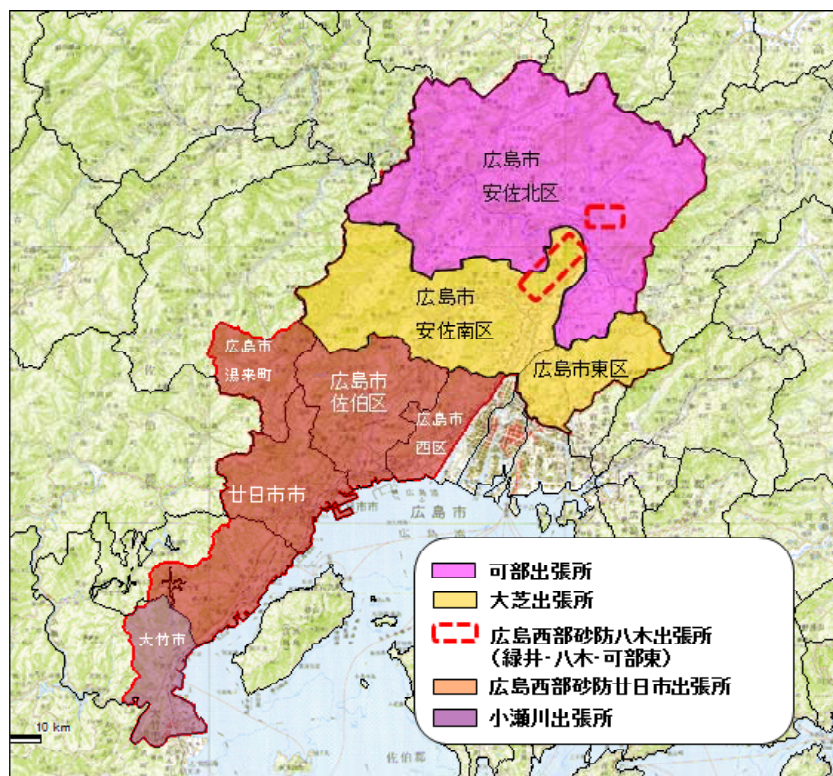 広島市
安佐北区
広島市
安佐南区
広島市東区
広島市
湯来町
広島市
佐伯区
広島市
西区
廿日市市
広島市
大竹市
佐伯郡
10 km
可部出張所
大芝出張所
広島西部砂防八木出張所
(緑井・八木・可部東)
広島西部砂防廿日市出張所
小瀬川出張所